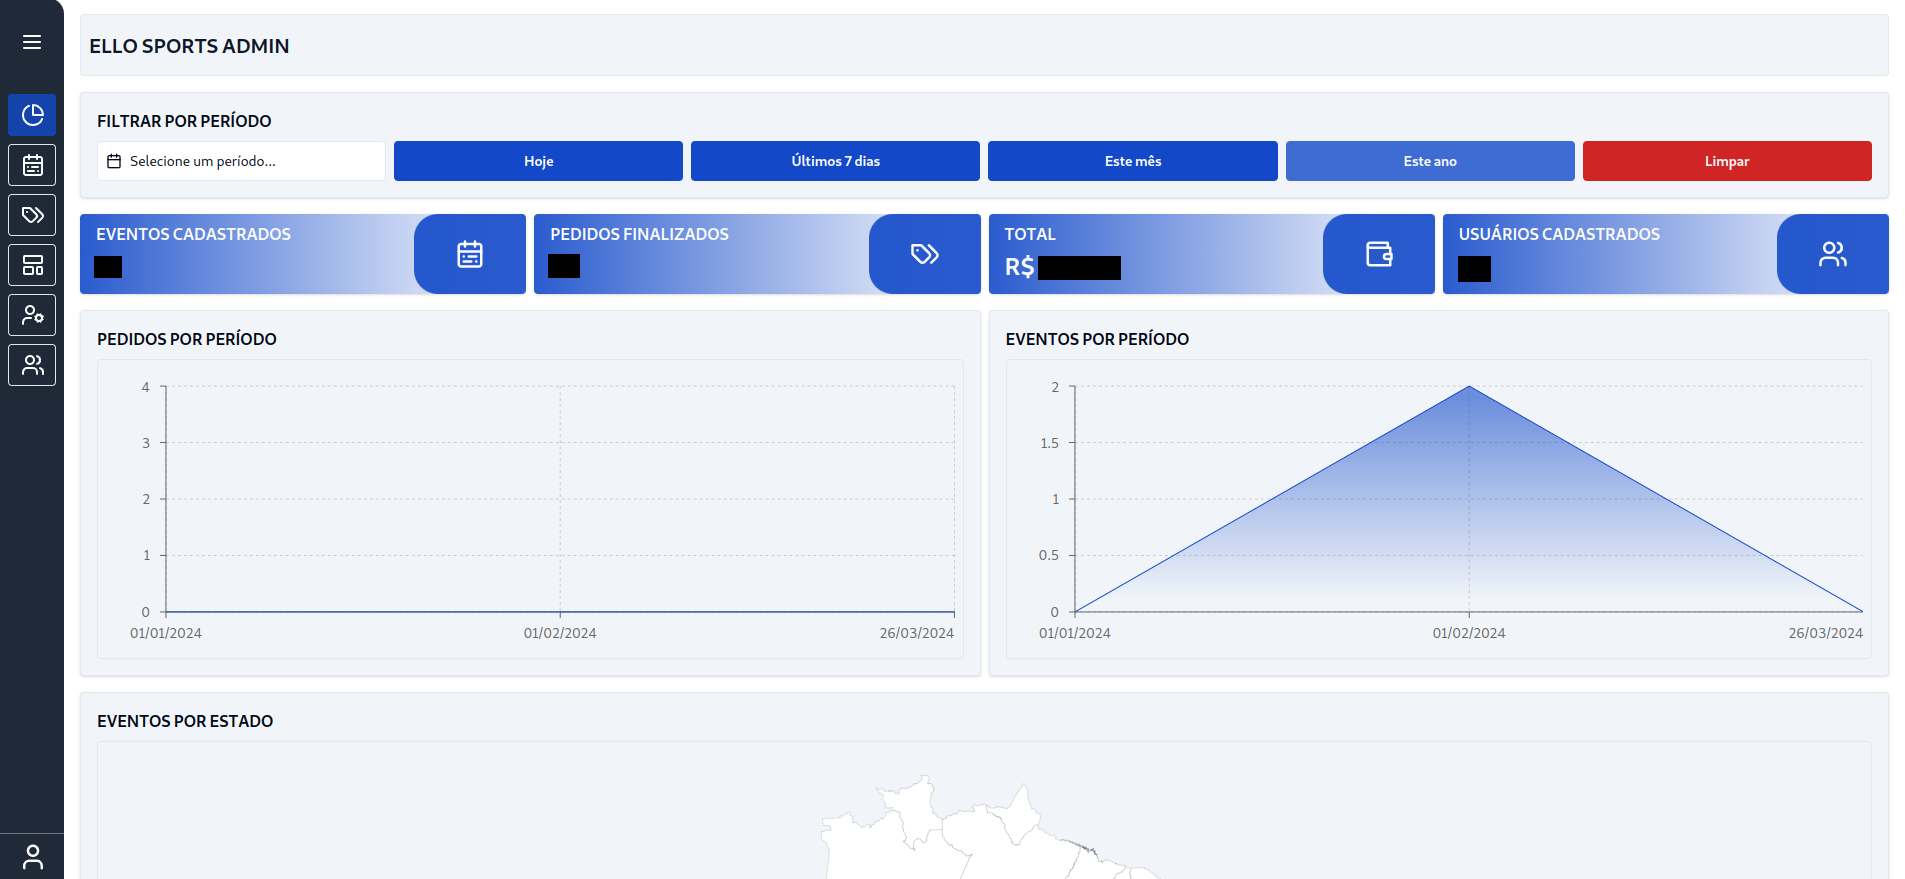 ELLO SPORTS ADMIN
FILTRAR POR PERÍODO
Selecione um período...
Hoje
Últimos 7 dias
Este mês
Este ano
Limpar
EVENTOS CADASTRADOS
PEDIDOS FINALIZADOS
TOTAL
R$
USUÁRIOS CADASTRADOS
PEDIDOS POR PERÍODO
4
3
2
1
0
01/01/2024 01/02/2024 26/03/2024
EVENTOS POR PERÍODO
2
1.5
1
0.5
0
01/01/2024 01/02/2024 26/03/2024
EVENTOS POR ESTADO